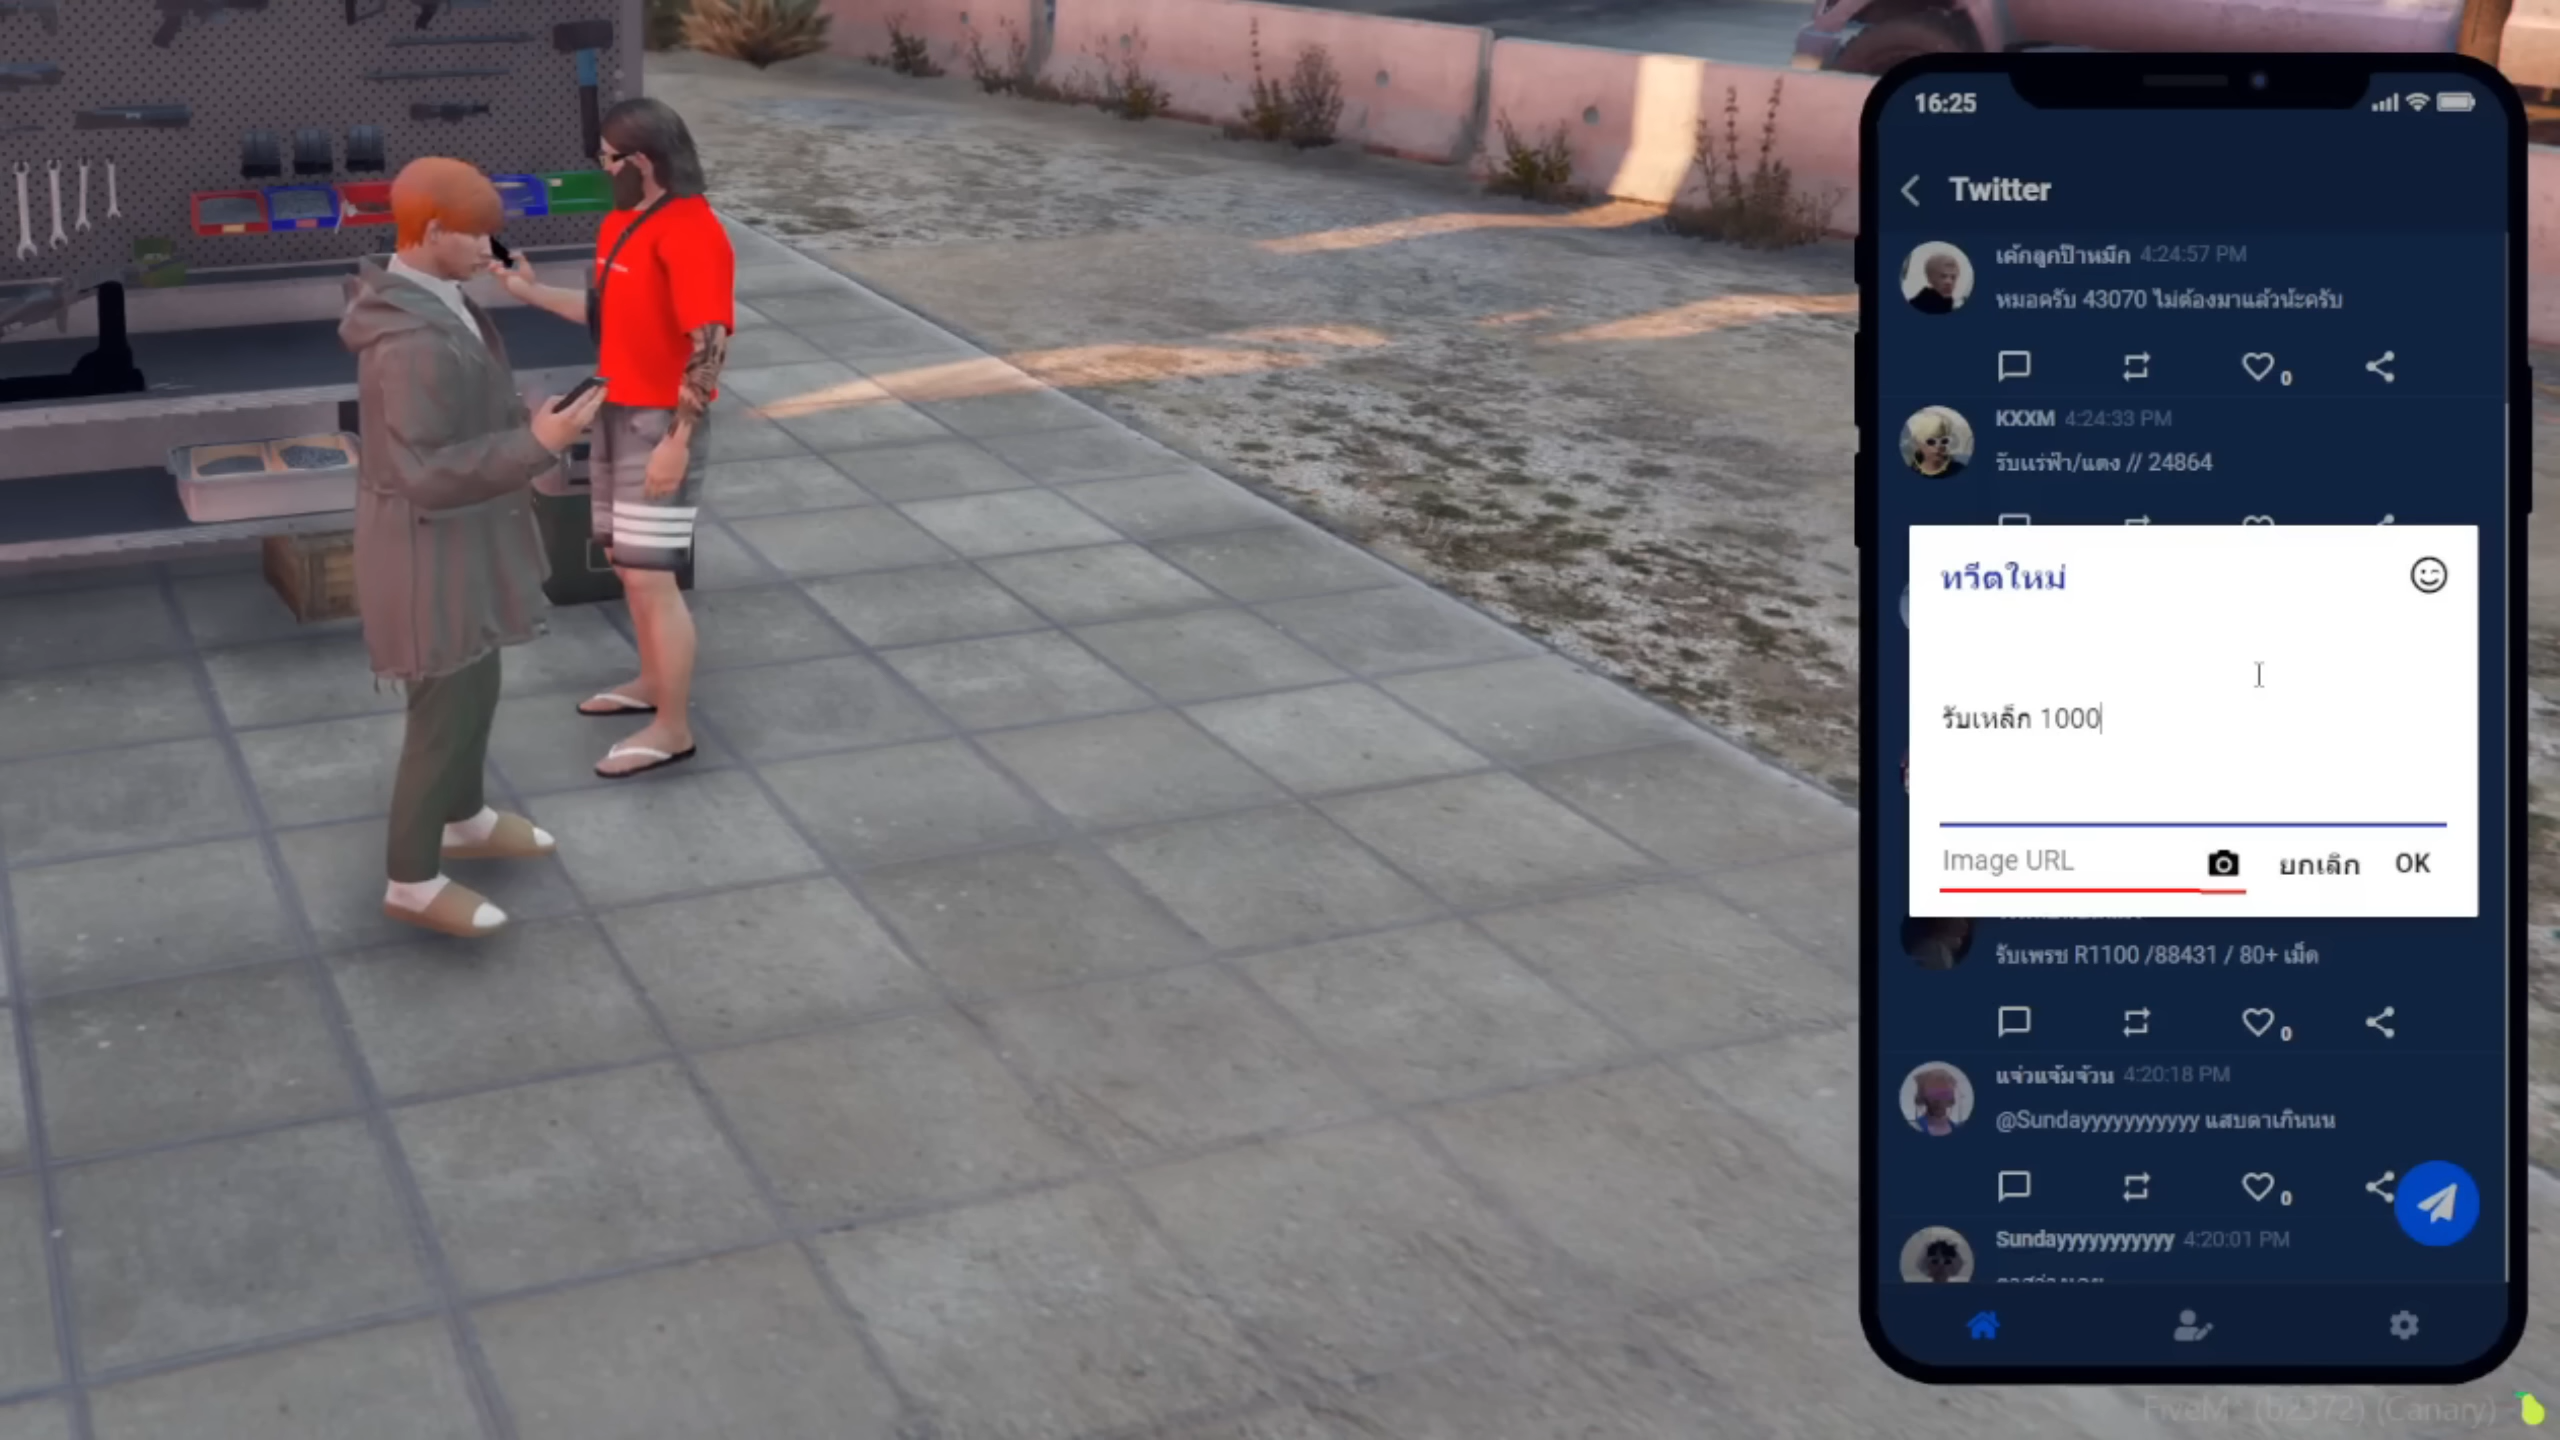 16:25
Twitter
เค้กลูกป๊าหมึก 4:24:57 PM
หมอครับ 43070 ไม่ต้องมาแล้วน้ะครับ
0
KXXM 4:24:33 PM
รับแร่ฟ้า/แดง // 24864
ทวีตใหม่
รับเหล็ก 1000
Image URL
ยกเลิก OK
รับเพรช R1100 /88431 / 80+ เม็ด
0
แจ๋วแจ้มจ้วน 4:20:18 PM
@Sundayyyyyyyyyyy แสบตาเกินนน
0
Sundayyyyyyyyyyy 4:20:01 PM
FiveM (b2372) (Canary)